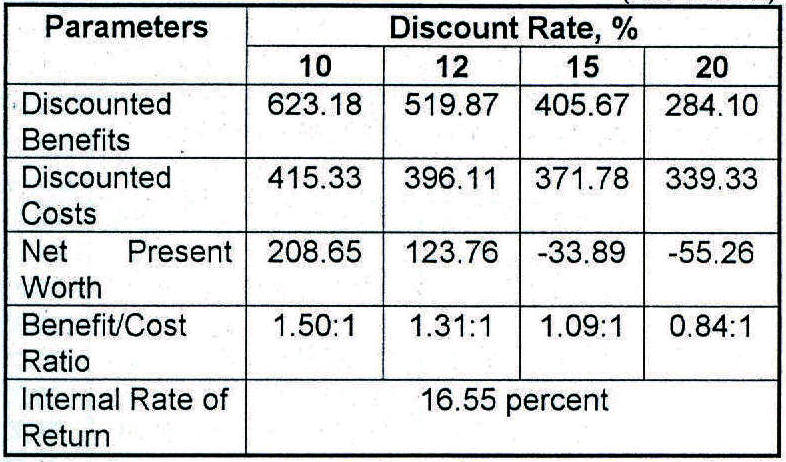 Parameters Discount Rate, %
10 12 15 20
Discounted 623.18 519.87 405.67 284.10
Benefits
Discounted 415.33 396.11 371.78 339.33
Costs
Net Present 208.65 123.76 -33.89 -55.26
Worth
Benefit/Cost 1.50:1 1.31:1 1.09:1 0.84:1
Ratio
Internal Rate of 16.55 percent
Return